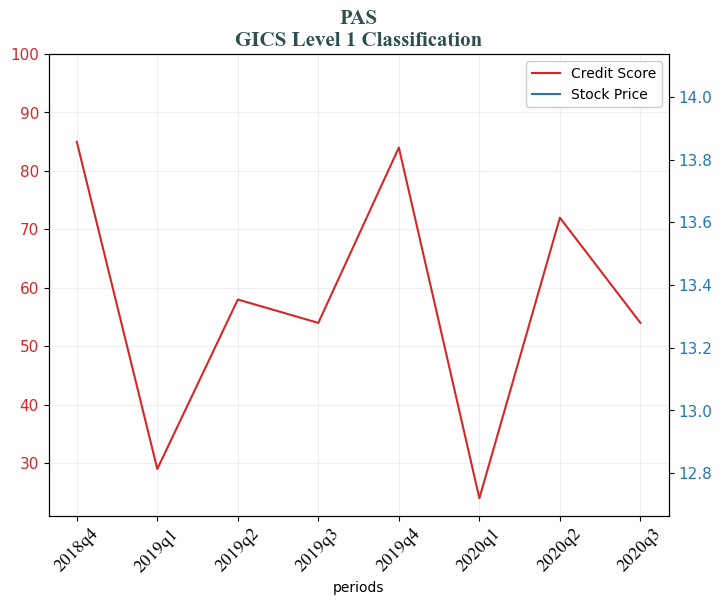 PAS
GICS Level 1 Classification
Credit Score
Stock Price
100
90
80
70
60
50
40
30
14.0
13.8
13.6
13.4
13.2
13.0
12.8
2018q4
2019q1
2019q2
2019q3
2019q4
2020q1
2020q2
2020q3
periods